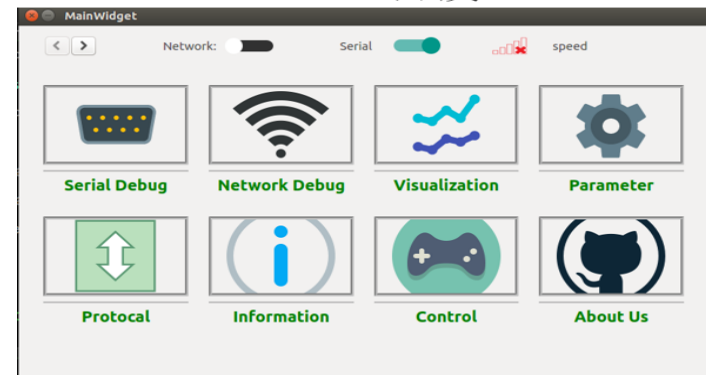 MainWidget
Network: Serial speed
Serial Debug Network Debug Visualization Parameter
Protocal Information Control About Us